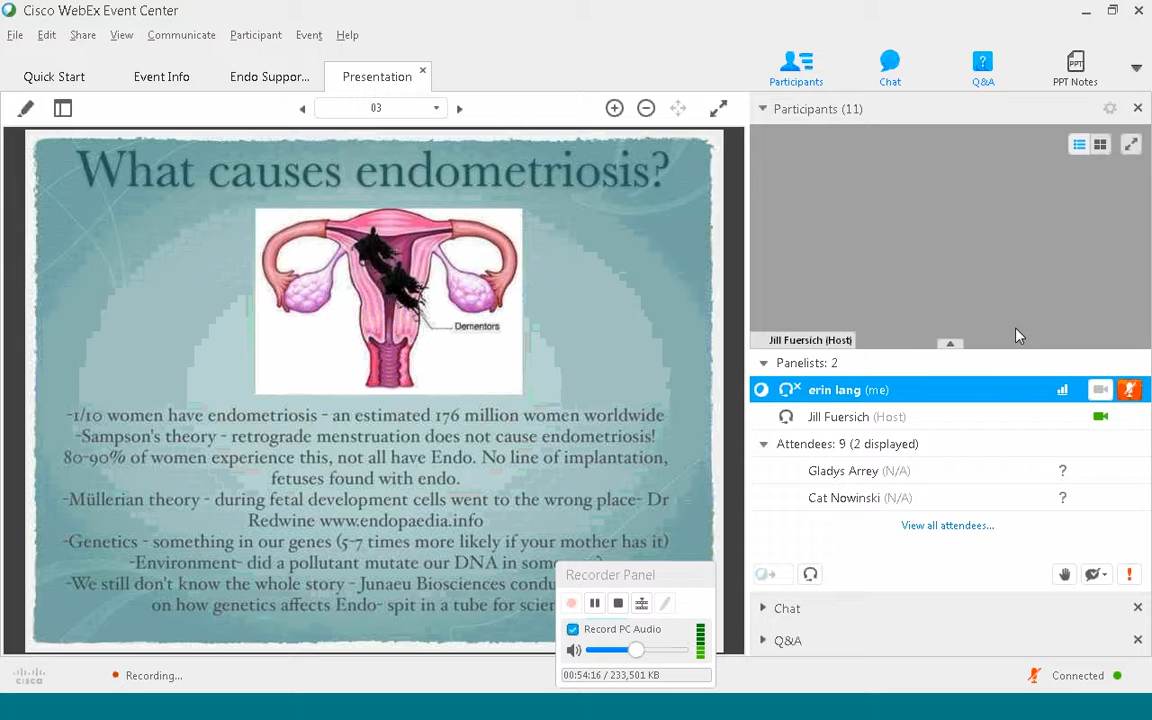 Cisco WebEx Event Center
File Edit Share View Communicate Participant Event Help
Participants Chat Q&A PPT Notes
Quick Start Event Info Endo Suppor... Presentation
03
What causes endometriosis?
Dementors
-1/10 women have endometriosis - an estimated 176 million women worldwide
-Sampson's theory - retrograde menstruation does not cause endometriosis!
80-90% of women experience this, not all have Endo. No line of implantation,
fetuses found with endo.
-Müllerian theory - during fetal development cells went to the wrong place- Dr
Redwine www.endopaedia.info
-Genetics - something in our genes (5-7 times more likely if your mother has it)
-Environment- did a pollutant mutate our DNA in
-We still don't know the whole story - Junaeu Biosciences
on how genetics affects Endo- spit in a tube for
Recorder Panel
Record PC Audio
00:54:16 / 233,501 KB
Participants (11)
Jill Fuersich (Host)
Panelists: 2
erin lang (me)
Jill Fuersich (Host)
Attendees: 9 (2 displayed)
Gladys Arrey (N/A)
Cat Nowinski (N/A)
View all attendees...
Chat
Q&A
cisco
Recording...
Connected